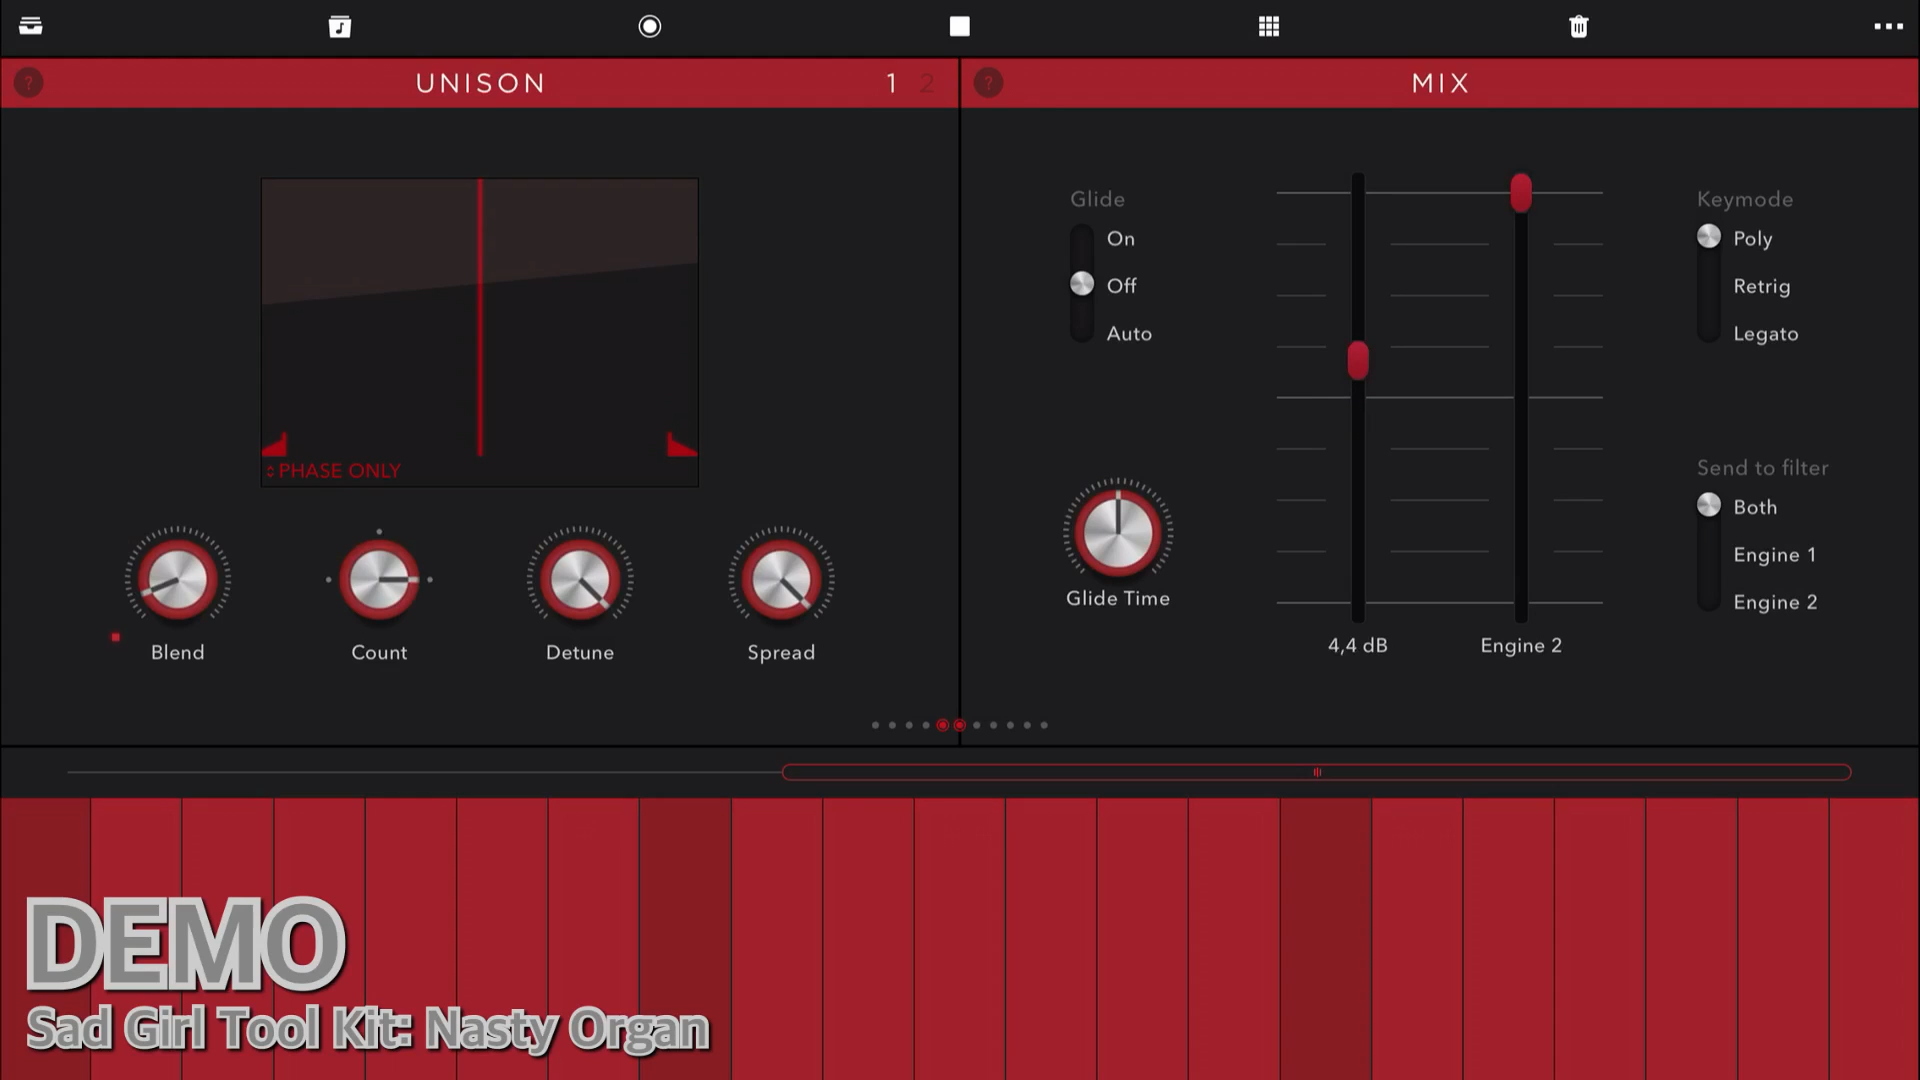 ? UNISON 1 2
? MIX
Glide
On
Off
Auto
Keymode
Poly
Retrig
Legato
PHASE ONLY
Send to filter
Both
Engine 1
Engine 2
Glide Time
Blend
Count
Detune
Spread
4,4 dB
Engine 2
DEMO
Sad Girl Tool Kit: Nasty Organ